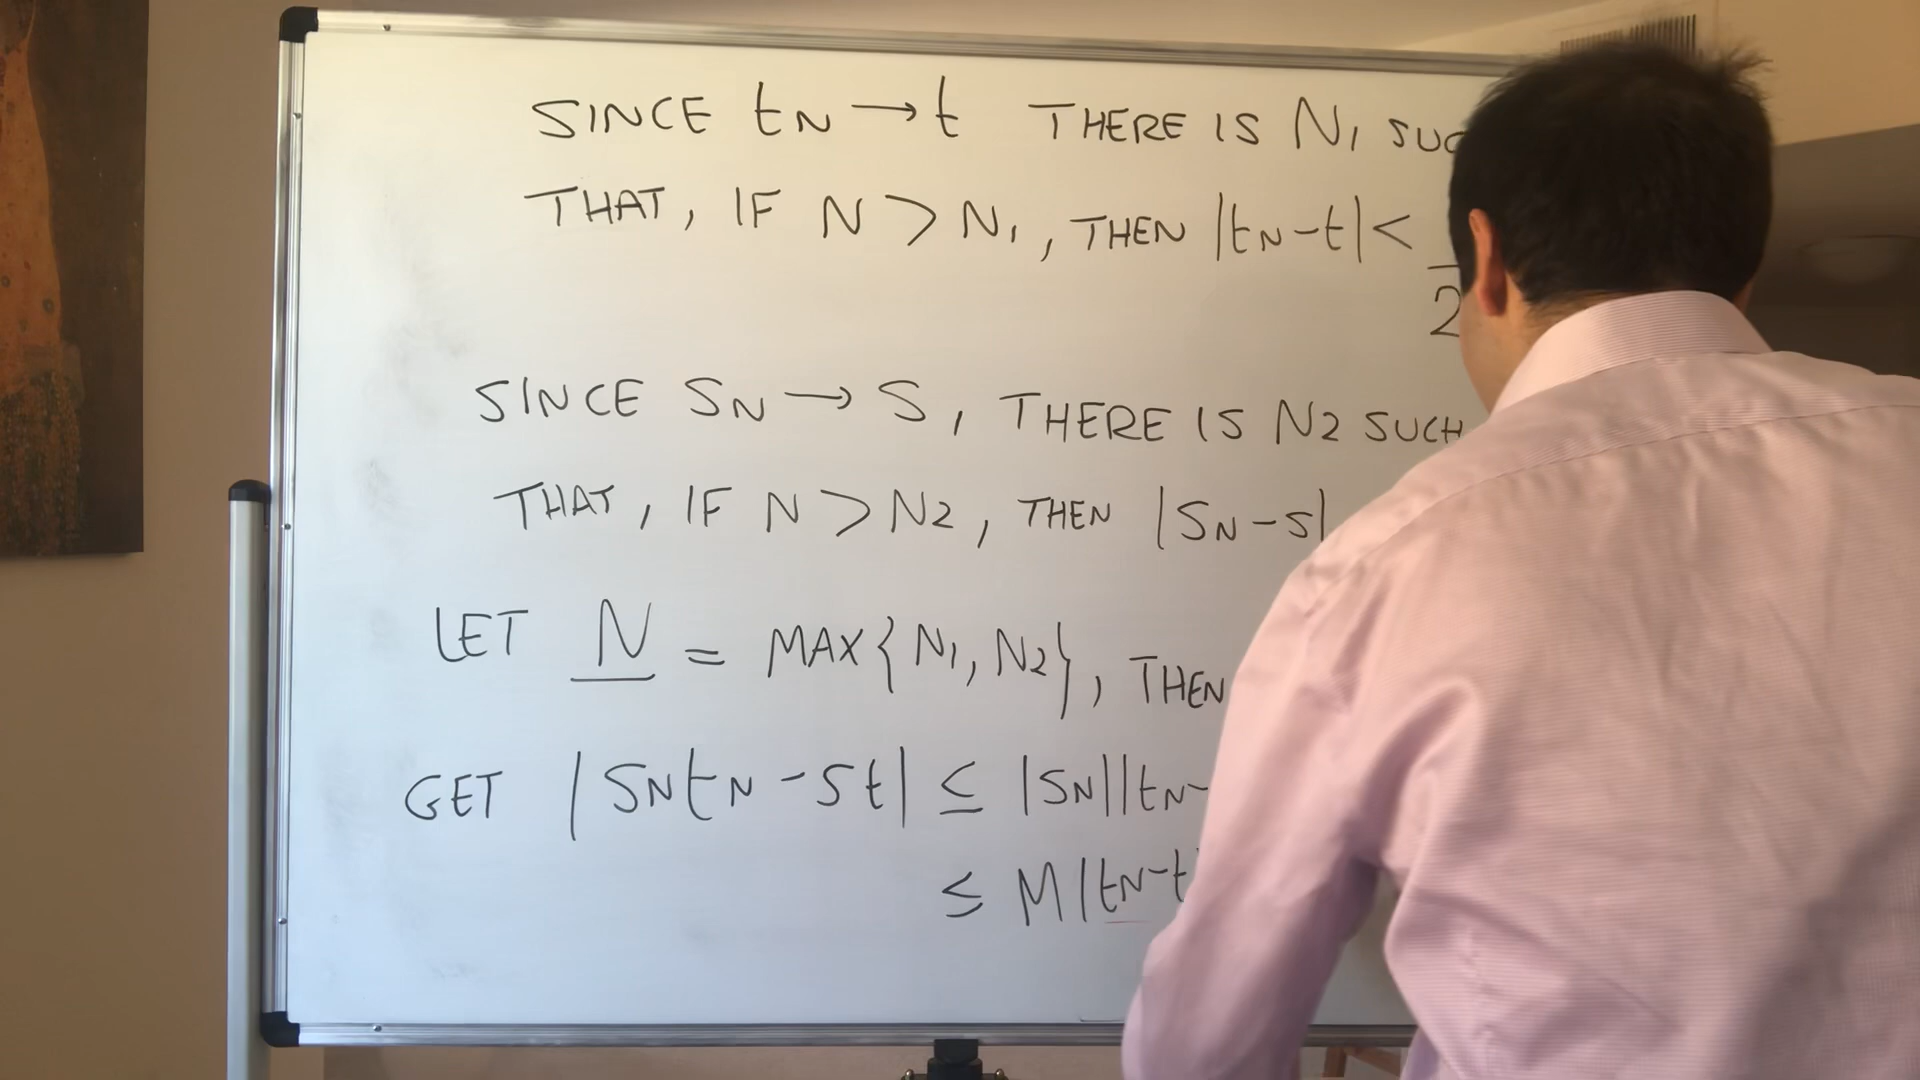 SINCE tN → t THERE IS N1
THAT, IF N > N1, THEN |tN-t| <
2
SINCE SN → S, THERE IS N2 SUCH
THAT, IF N > N2, THEN |SN-S|
LET N = MAX{N1, N2}, THEN
GET |SNtN - St| ≤ |SN||tN-
≤ M|tN-t|